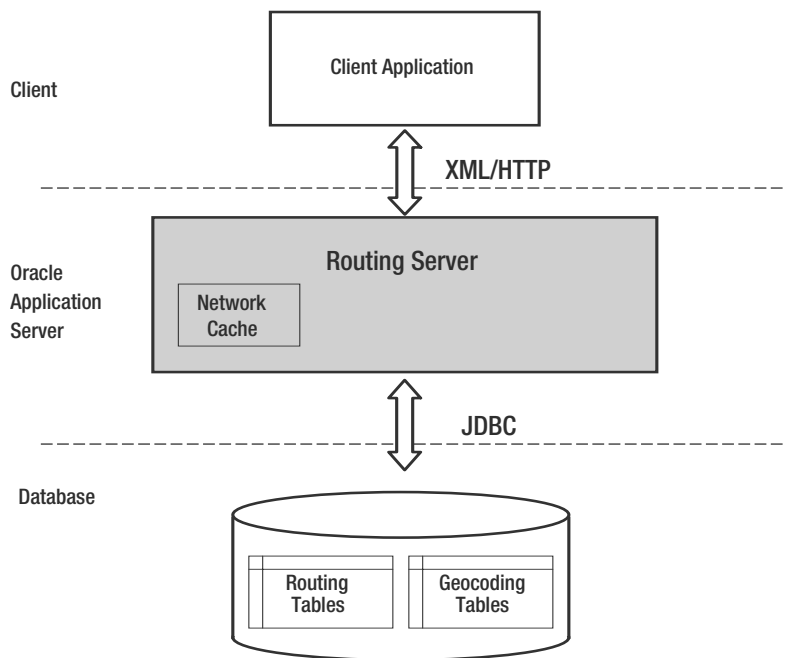 Client Application
Client
XML/HTTP
Routing Server
Oracle
Application
Server
Network
Cache
JDBC
Database
Routing
Tables
Geocoding
Tables